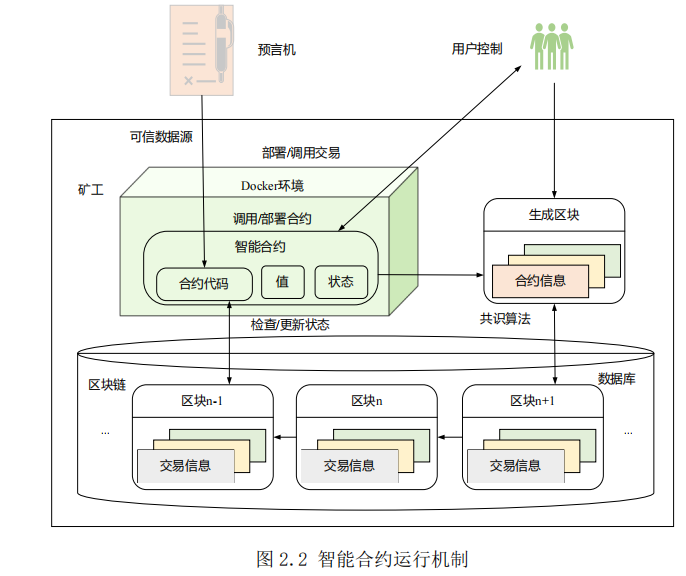 预言机
用户控制
可信数据源
部署/调用交易
矿工
Docker环境
调用/部署合约
智能合约
合约代码
值
状态
生成区块
合约信息
检查/更新状态
共识算法
区块链
数据库
区块n-1
区块n
区块n+1
...
...
交易信息
交易信息
交易信息
图 2.2 智能合约运行机制